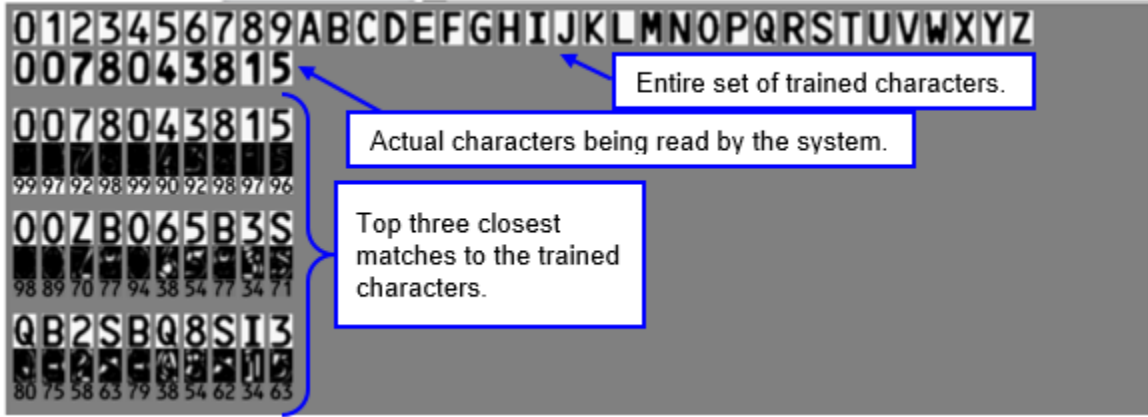 0123456789ABCDEFGHIJKLMNOPQRSTUVWXYZ
0078043815
Entire set of trained characters.
Actual characters being read by the system.
0078043815
99 97 92 98 99 90 92 98 97 96
Top three closest
matches to the trained
characters.
OOZBO65B3S
98 89 70 77 94 38 54 77 34 71
QB2SBQ8SI3
80 75 58 63 79 38 54 62 34 63